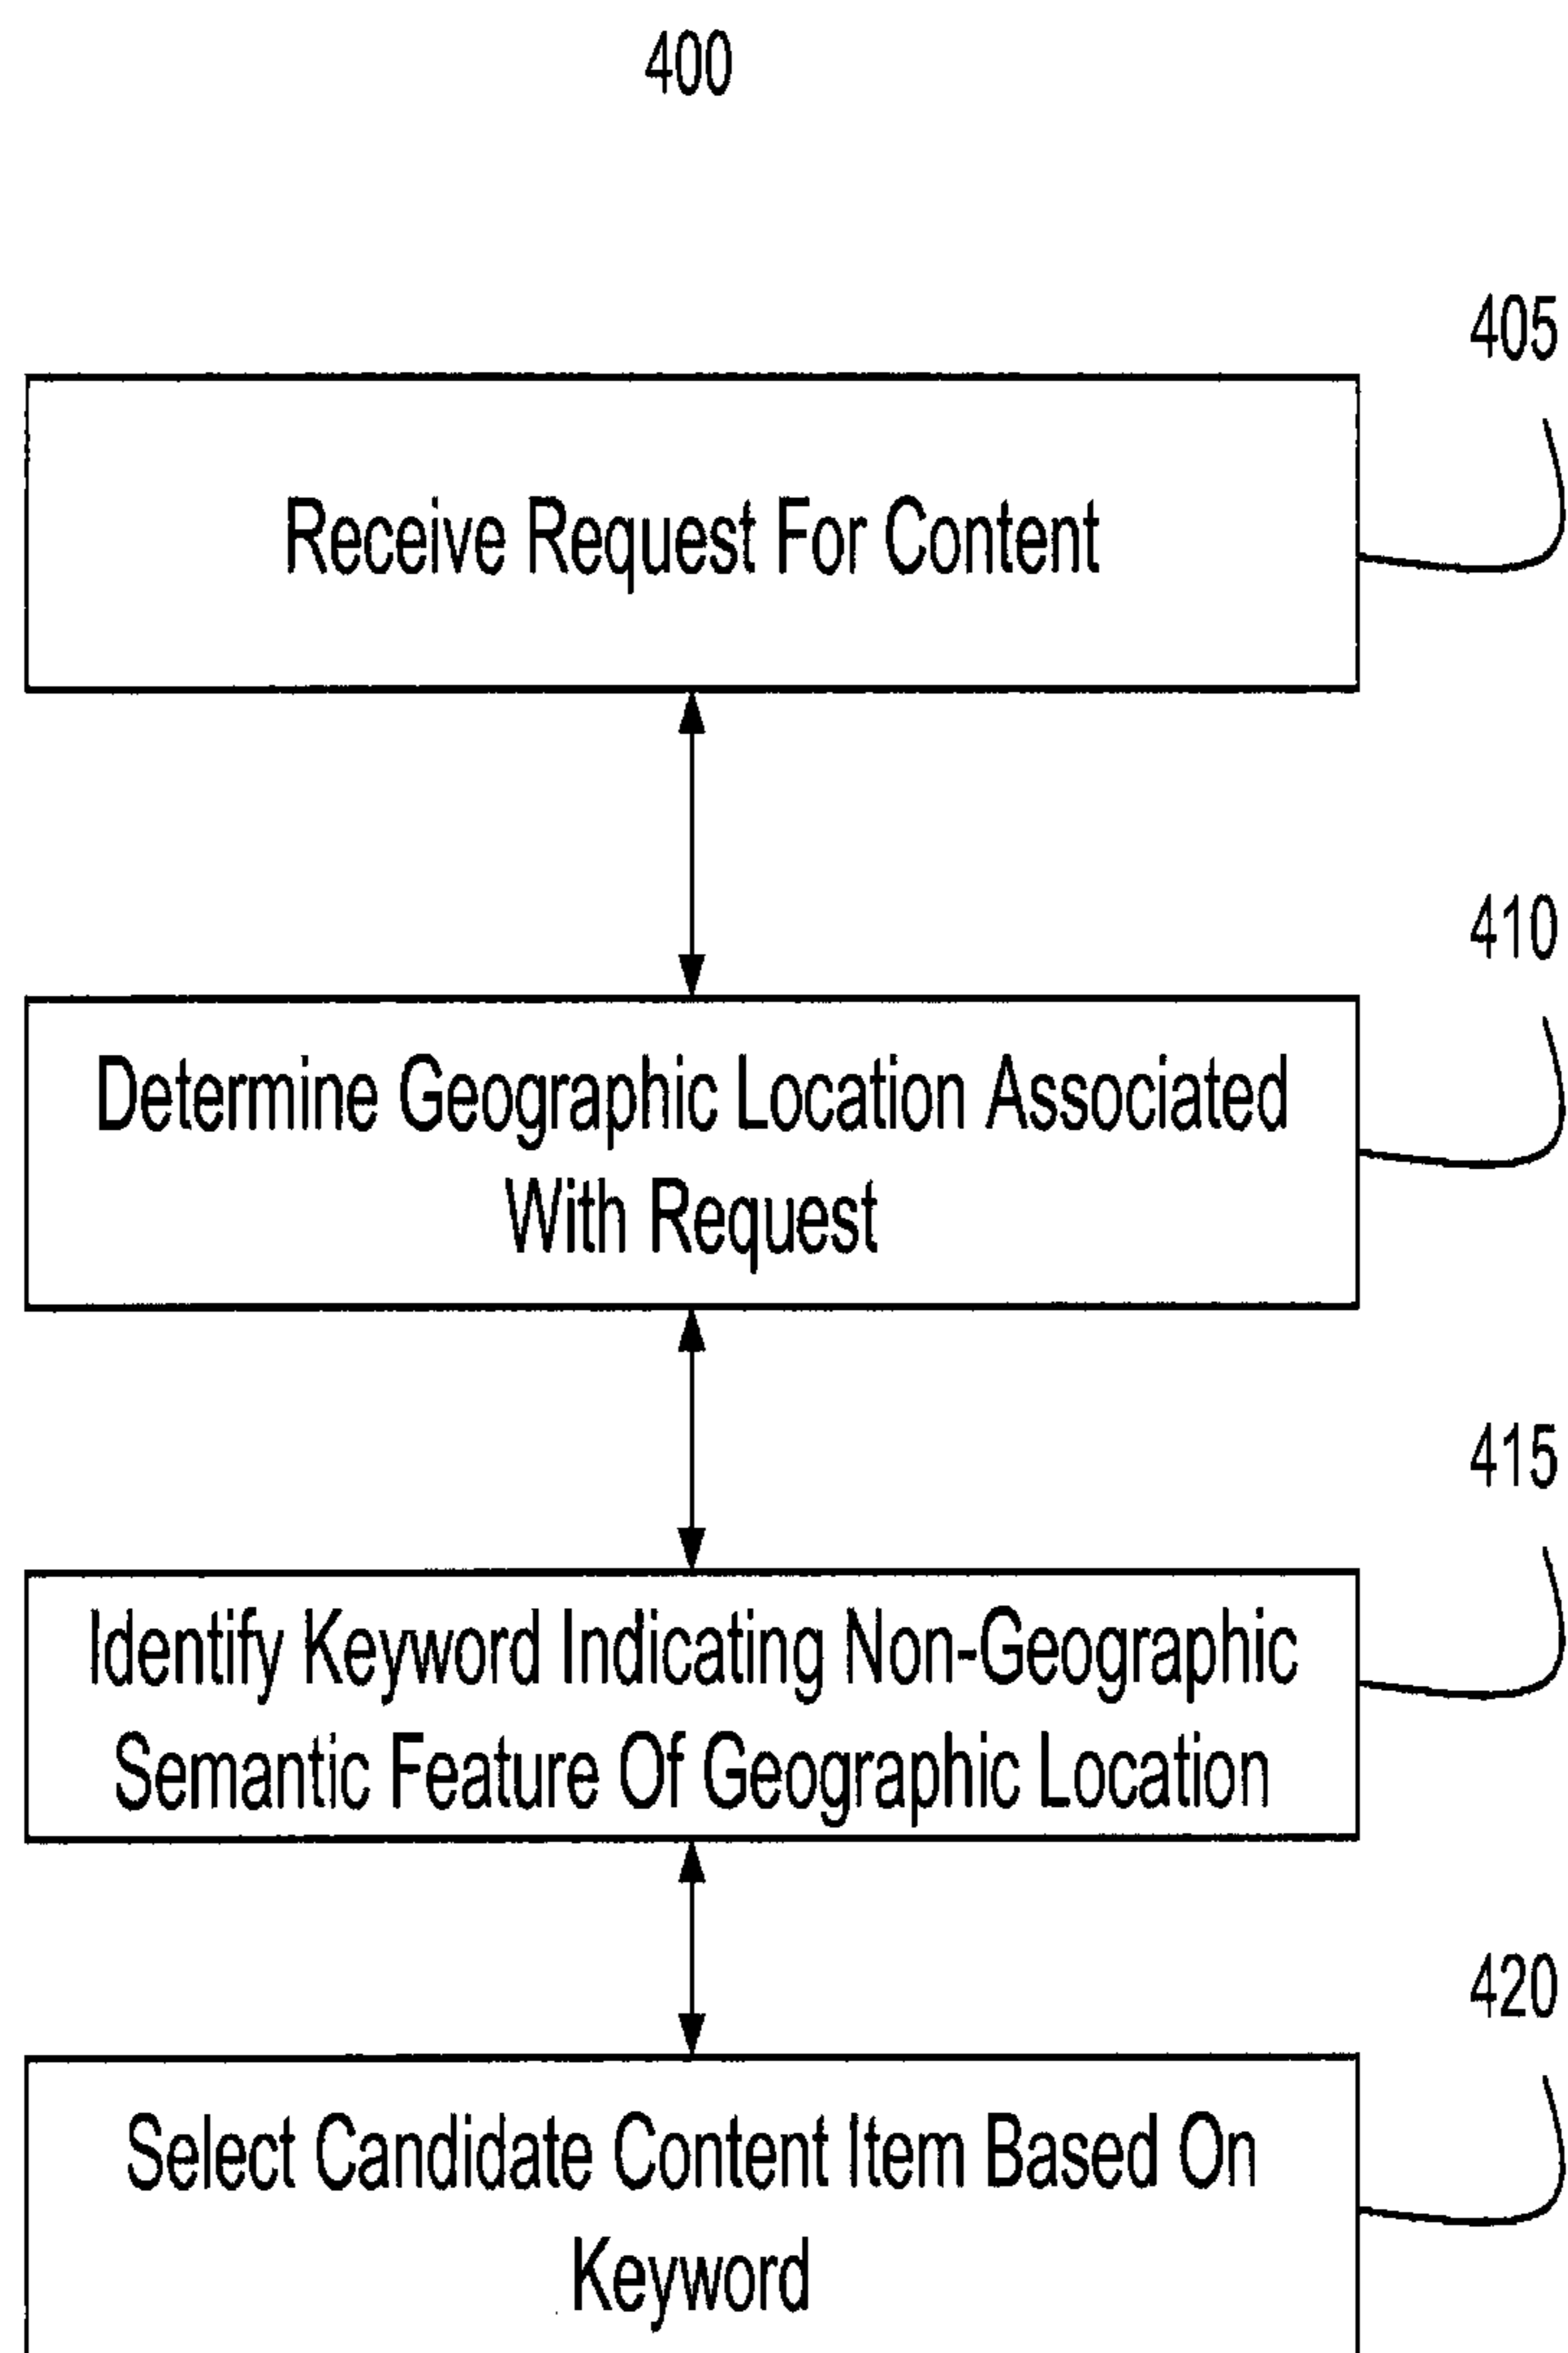 400
405
Receive Request For Content
410
Determine Geographic Location Associated
With Request
415
Identify Keyword Indicating Non-Geographic
Semantic Feature Of Geographic Location
420
Select Candidate Content Item Based On
Keyword